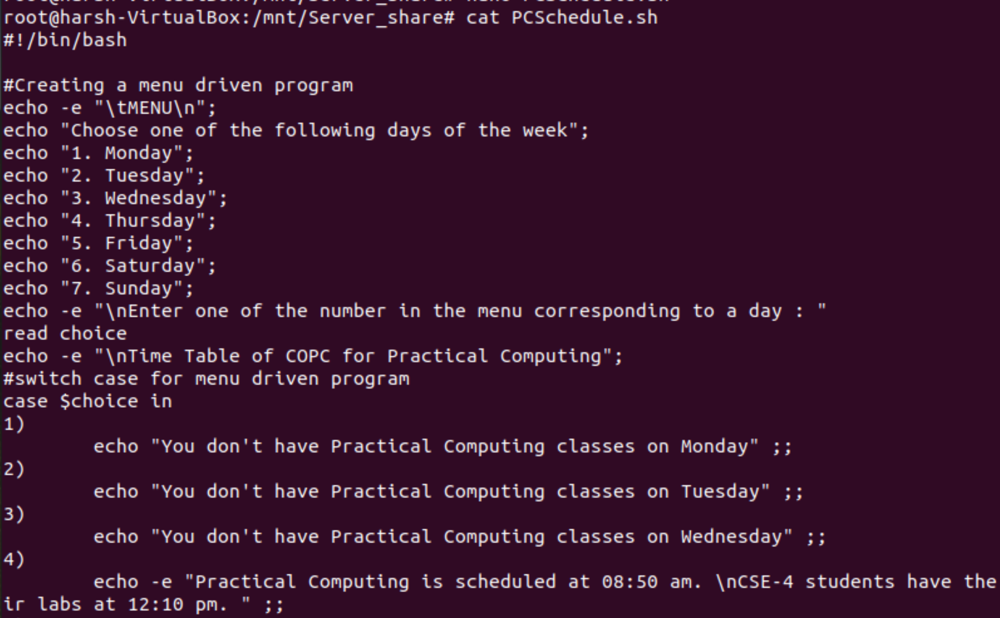 root@harsh-VirtualBox:/mnt/Server_share# cat PCSchedule.sh
#!/bin/bash
#Creating a menu driven program
echo -e "\tMENU\n";
echo "Choose one of the following days of the week";
echo "1. Monday";
echo "2. Tuesday";
echo "3. Wednesday";
echo "4. Thursday";
echo "5. Friday";
echo "6. Saturday";
echo "7. Sunday";
echo -e "\nEnter one of the number in the menu corresponding to a day : "
read choice
echo -e "\nTime Table of COPC for Practical Computing";
#switch case for menu driven program
case $choice in
1)
        echo "You don't have Practical Computing classes on Monday" ;;
2)
        echo "You don't have Practical Computing classes on Tuesday" ;;
3)
        echo "You don't have Practical Computing classes on Wednesday" ;;
4)
        echo -e "Practical Computing is scheduled at 08:50 am. \nCSE-4 students have the
ir labs at 12:10 pm. " ;;